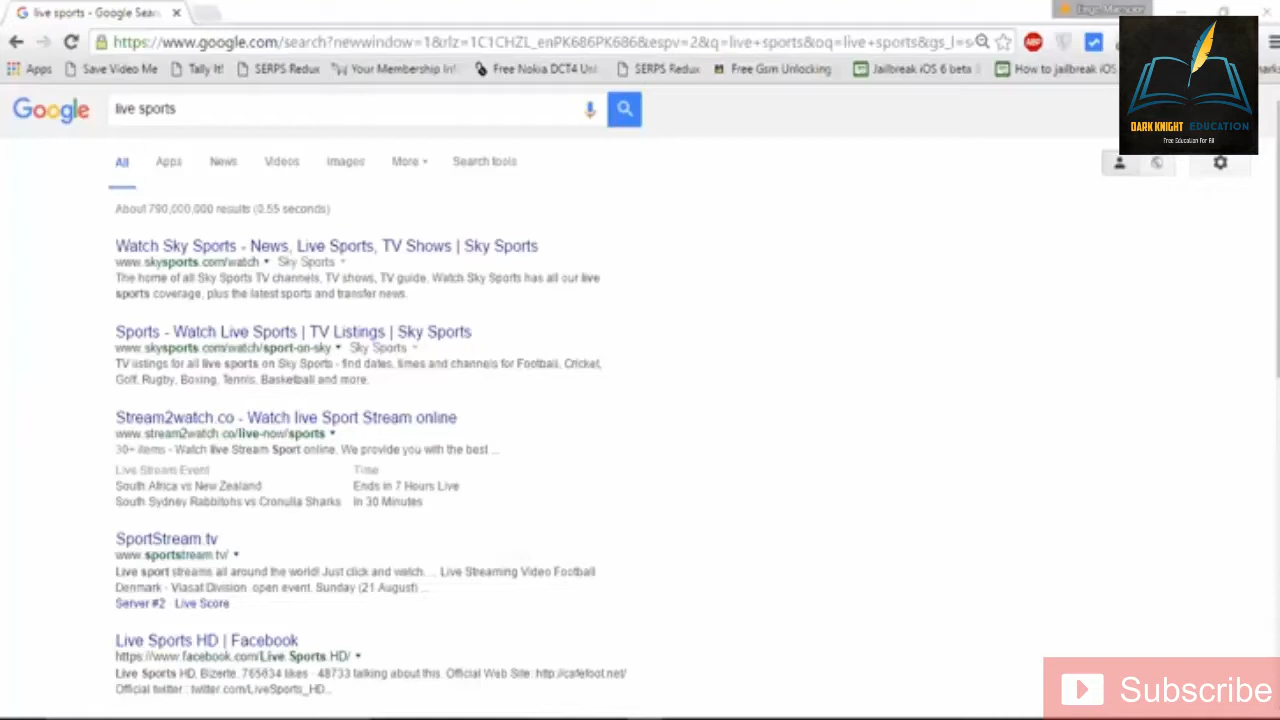 live sports - Google Sear
https://www.google.com/search?newwindow=1&rlz=1C1CHZL_enPK686PK686&espv=2&q=live+sports&oq=live+sports&gs_l=s
Apps Save Video Me Tally It! SERPS Redux Your Membership In! Free Nokia DCT4 Unl SERPS Redux Free Gsm Unlocking Jailbreak iOS 6 beta How to jailbreak iOS
Google live sports
DARK KNIGHT EDUCATION
Free Education For All
All Apps News Videos Images More Search tools
About 790,000,000 results (0.55 seconds)
Watch Sky Sports - News, Live Sports, TV Shows | Sky Sports
www.skysports.com/watch Sky Sports
The home of all Sky Sports TV channels, TV shows, TV guide. Watch Sky Sports has all our live
sports coverage, plus the latest sports and transfer news.
Sports - Watch Live Sports | TV Listings | Sky Sports
www.skysports.com/watch/sport-on-sky Sky Sports
TV listings for all live sports on Sky Sports - find dates, times and channels for Football, Cricket,
Golf, Rugby, Boxing, Tennis, Basketball and more.
Stream2watch.co - Watch live Sport Stream online
www.stream2watch.co/live-now/sports
30+ items - Watch live Stream Sport online. We provide you with the best ...
Live Stream Event Time
South Africa vs New Zealand Ends in 7 Hours Live
South Sydney Rabbitohs vs Cronulla Sharks In 30 Minutes
SportStream.tv
www.sportstream.tv/
Live sport streams all around the world! Just click and watch. ... Live Streaming Video Football
Denmark - Viasat Division open event. Sunday (21 August) ...
Server #2 · Live Score
Live Sports HD | Facebook
https://www.facebook.com/Live.Sports.HD/
Live Sports HD, Bizerte. 765634 likes · 48733 talking about this. Official Web Site: http://cafefoot.net/
Official twitter : twitter.com/LiveSports_HD...
Subscribe